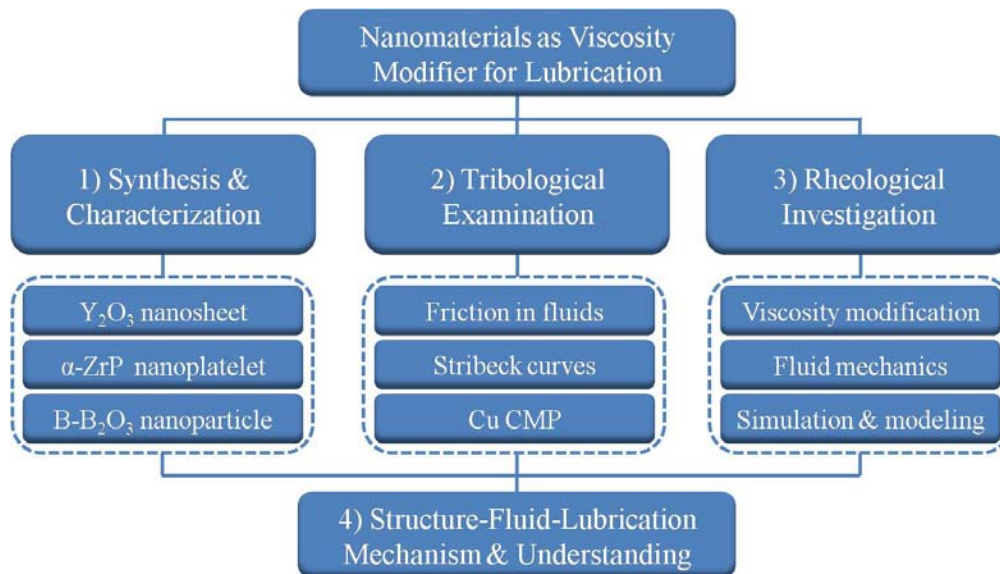 Nanomaterials as Viscosity
Modifier for Lubrication
1) Synthesis &
Characterization
2) Tribological
Examination
3) Rheological
Investigation
Y₂O₃ nanosheet
α-ZrP nanoplatelet
B-B₂O₃ nanoparticle
Friction in fluids
Stribeck curves
Cu CMP
Viscosity modification
Fluid mechanics
Simulation & modeling
4) Structure-Fluid-Lubrication
Mechanism & Understanding